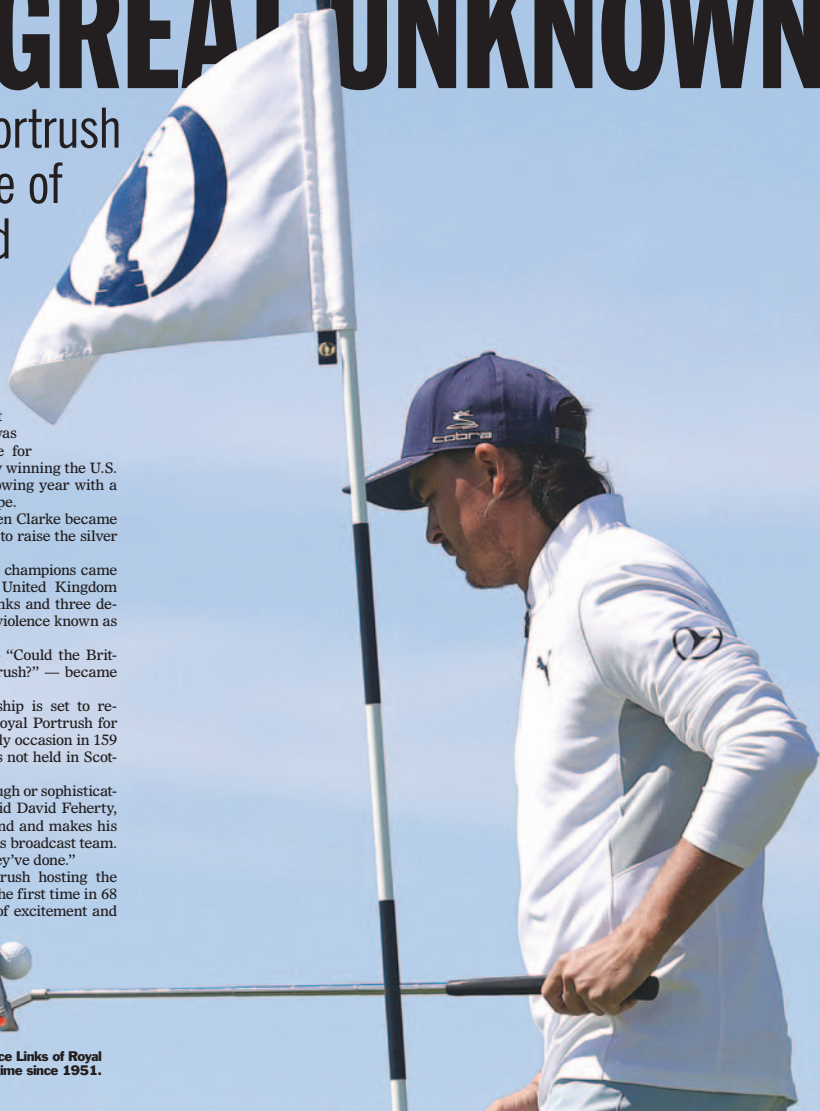 GREAT UNKNOWN
ortrush
e of
d
t
vas
e for
y winning the U.S.
owing year with a
pe.
en Clarke became
to raise the silver
champions came
United Kingdom
nks and three de-
violence known as
“Could the Brit-
rush?” — became
ship is set to re-
oyal Portrush for
ly occasion in 159
s not held in Scot-
ugh or sophisticat-
id David Feherty,
nd and makes his
s broadcast team.
ey’ve done.”
rush hosting the
he first time in 68
of excitement and
cobra
ce Links of Royal
ime since 1951.